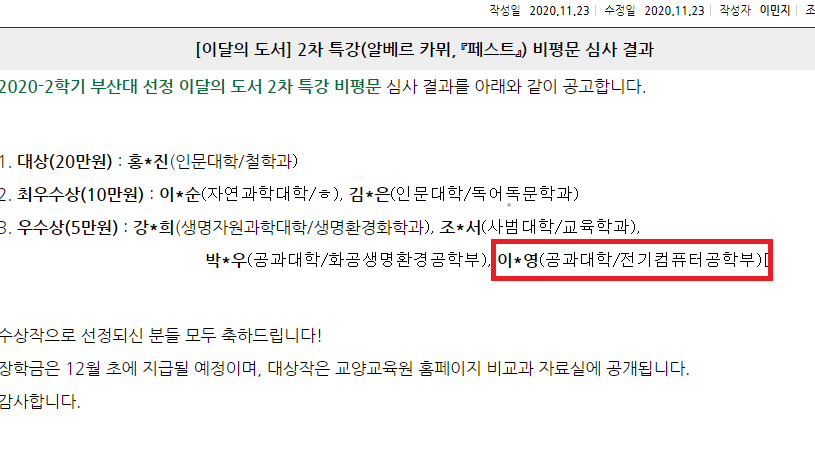 작성일 2020.11.23 수정일 2020.11.23 작성자 이민지 조
[이달의 도서] 2차 특강(알베르 카뮈, 『페스트』) 비평문 심사 결과
2020-2학기 부산대 선정 이달의 도서 2차 특강 비평문 심사 결과를 아래와 같이 공고합니다.
1. 대상(20만원) : 홍*진(인문대학/철학과)
2. 최우수상(10만원) : 이*순(자연과학대학/ㅎ), 김*은(인문대학/독어독문학과)
3. 우수상(5만원) : 강*희(생명자원과학대학/생명환경화학과), 조*서(사범대학/교육학과),
박*우(공과대학/화공생명환경공학부), 이*영(공과대학/전기컴퓨터공학부)
수상작으로 선정되신 분들 모두 축하드립니다!
장학금은 12월 초에 지급될 예정이며, 대상작은 교양교육원 홈페이지 비교과 자료실에 공개됩니다.
감사합니다.